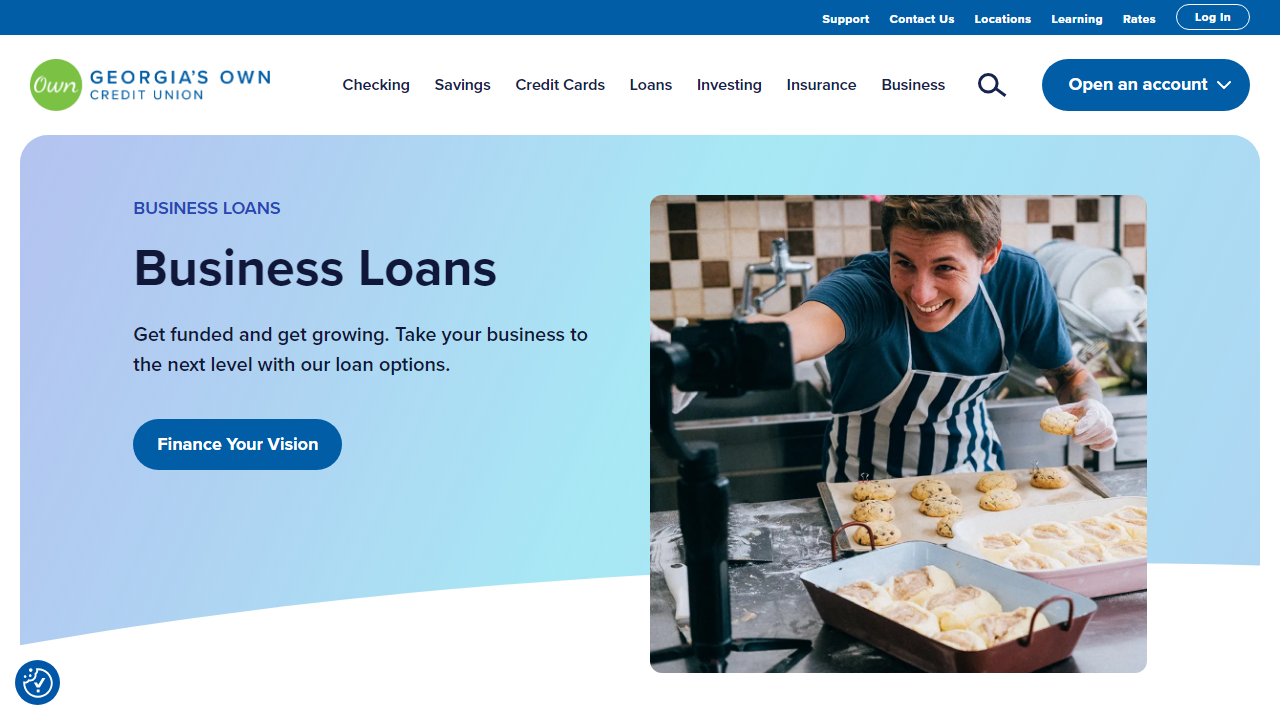 Support Contact Us Locations Learning Rates Log In
Own GEORGIA'S OWN
CREDIT UNION
Checking Savings Credit Cards Loans Investing Insurance Business Open an account
BUSINESS LOANS
Business Loans
Get funded and get growing. Take your business to
the next level with our loan options.
Finance Your Vision